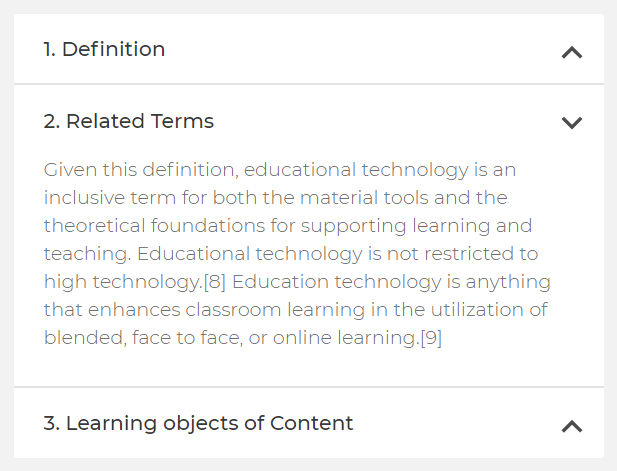 1. Definition
2. Related Terms
Given this definition, educational technology is an
inclusive term for both the material tools and the
theoretical foundations for supporting learning and
teaching. Educational technology is not restricted to
high technology.[8] Education technology is anything
that enhances classroom learning in the utilization of
blended, face to face, or online learning.[9]
3. Learning objects of Content